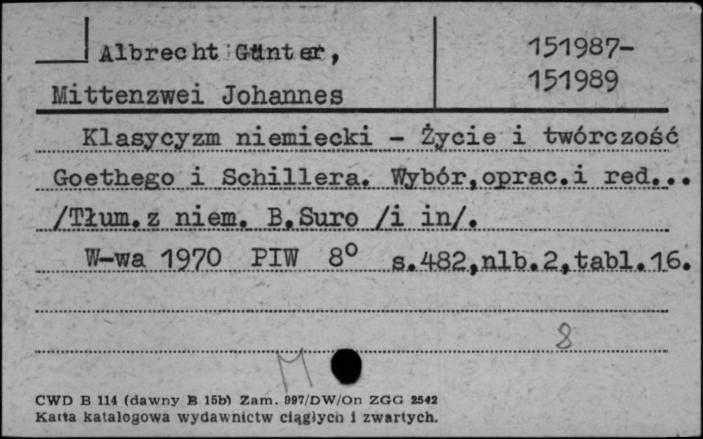 Albrecht Günter,
151987-
151989
Mittenzwei Johannes
Klasycyzm niemiecki - Życie i twórczość
Goethego i Schillera. Wybór,oprac.i red...
/Tłum.z niem. B.Suro /i in/.
W-wa 1970 PIW 8° s.482,nlb.2,tabl.16.
8
M
CWD B 114 (dawny B 15b) Zam. 997/DW/On ZGG 2542
Karta katalogowa wydawnictw ciągłych i zwartych.